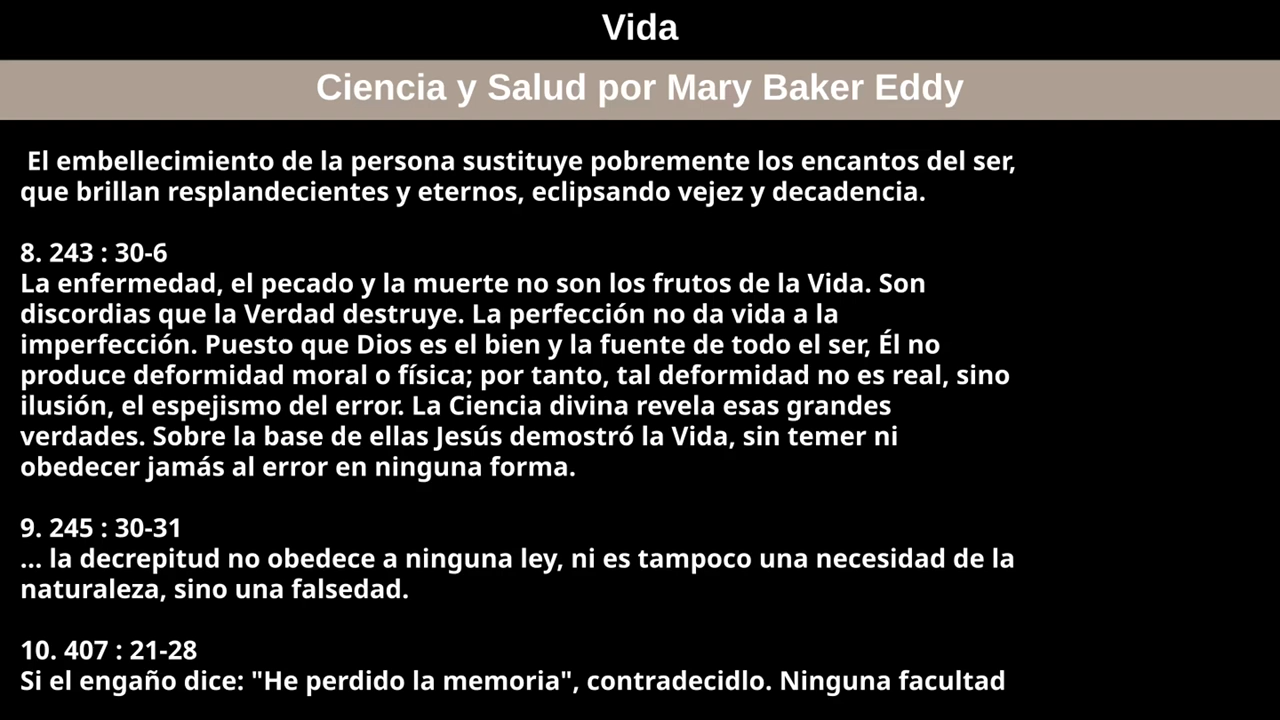 Vida
Ciencia y Salud por Mary Baker Eddy
El embellecimiento de la persona sustituye pobremente los encantos del ser,
que brillan resplandecientes y eternos, eclipsando vejez y decadencia.
8. 243 : 30-6
La enfermedad, el pecado y la muerte no son los frutos de la Vida. Son
discordias que la Verdad destruye. La perfección no da vida a la
imperfección. Puesto que Dios es el bien y la fuente de todo el ser, Él no
produce deformidad moral o física; por tanto, tal deformidad no es real, sino
ilusión, el espejismo del error. La Ciencia divina revela esas grandes
verdades. Sobre la base de ellas Jesús demostró la Vida, sin temer ni
obedecer jamás al error en ninguna forma.
9. 245 : 30-31
... la decrepitud no obedece a ninguna ley, ni es tampoco una necesidad de la
naturaleza, sino una falsedad.
10. 407 : 21-28
Si el engaño dice: "He perdido la memoria", contradecidlo. Ninguna facultad